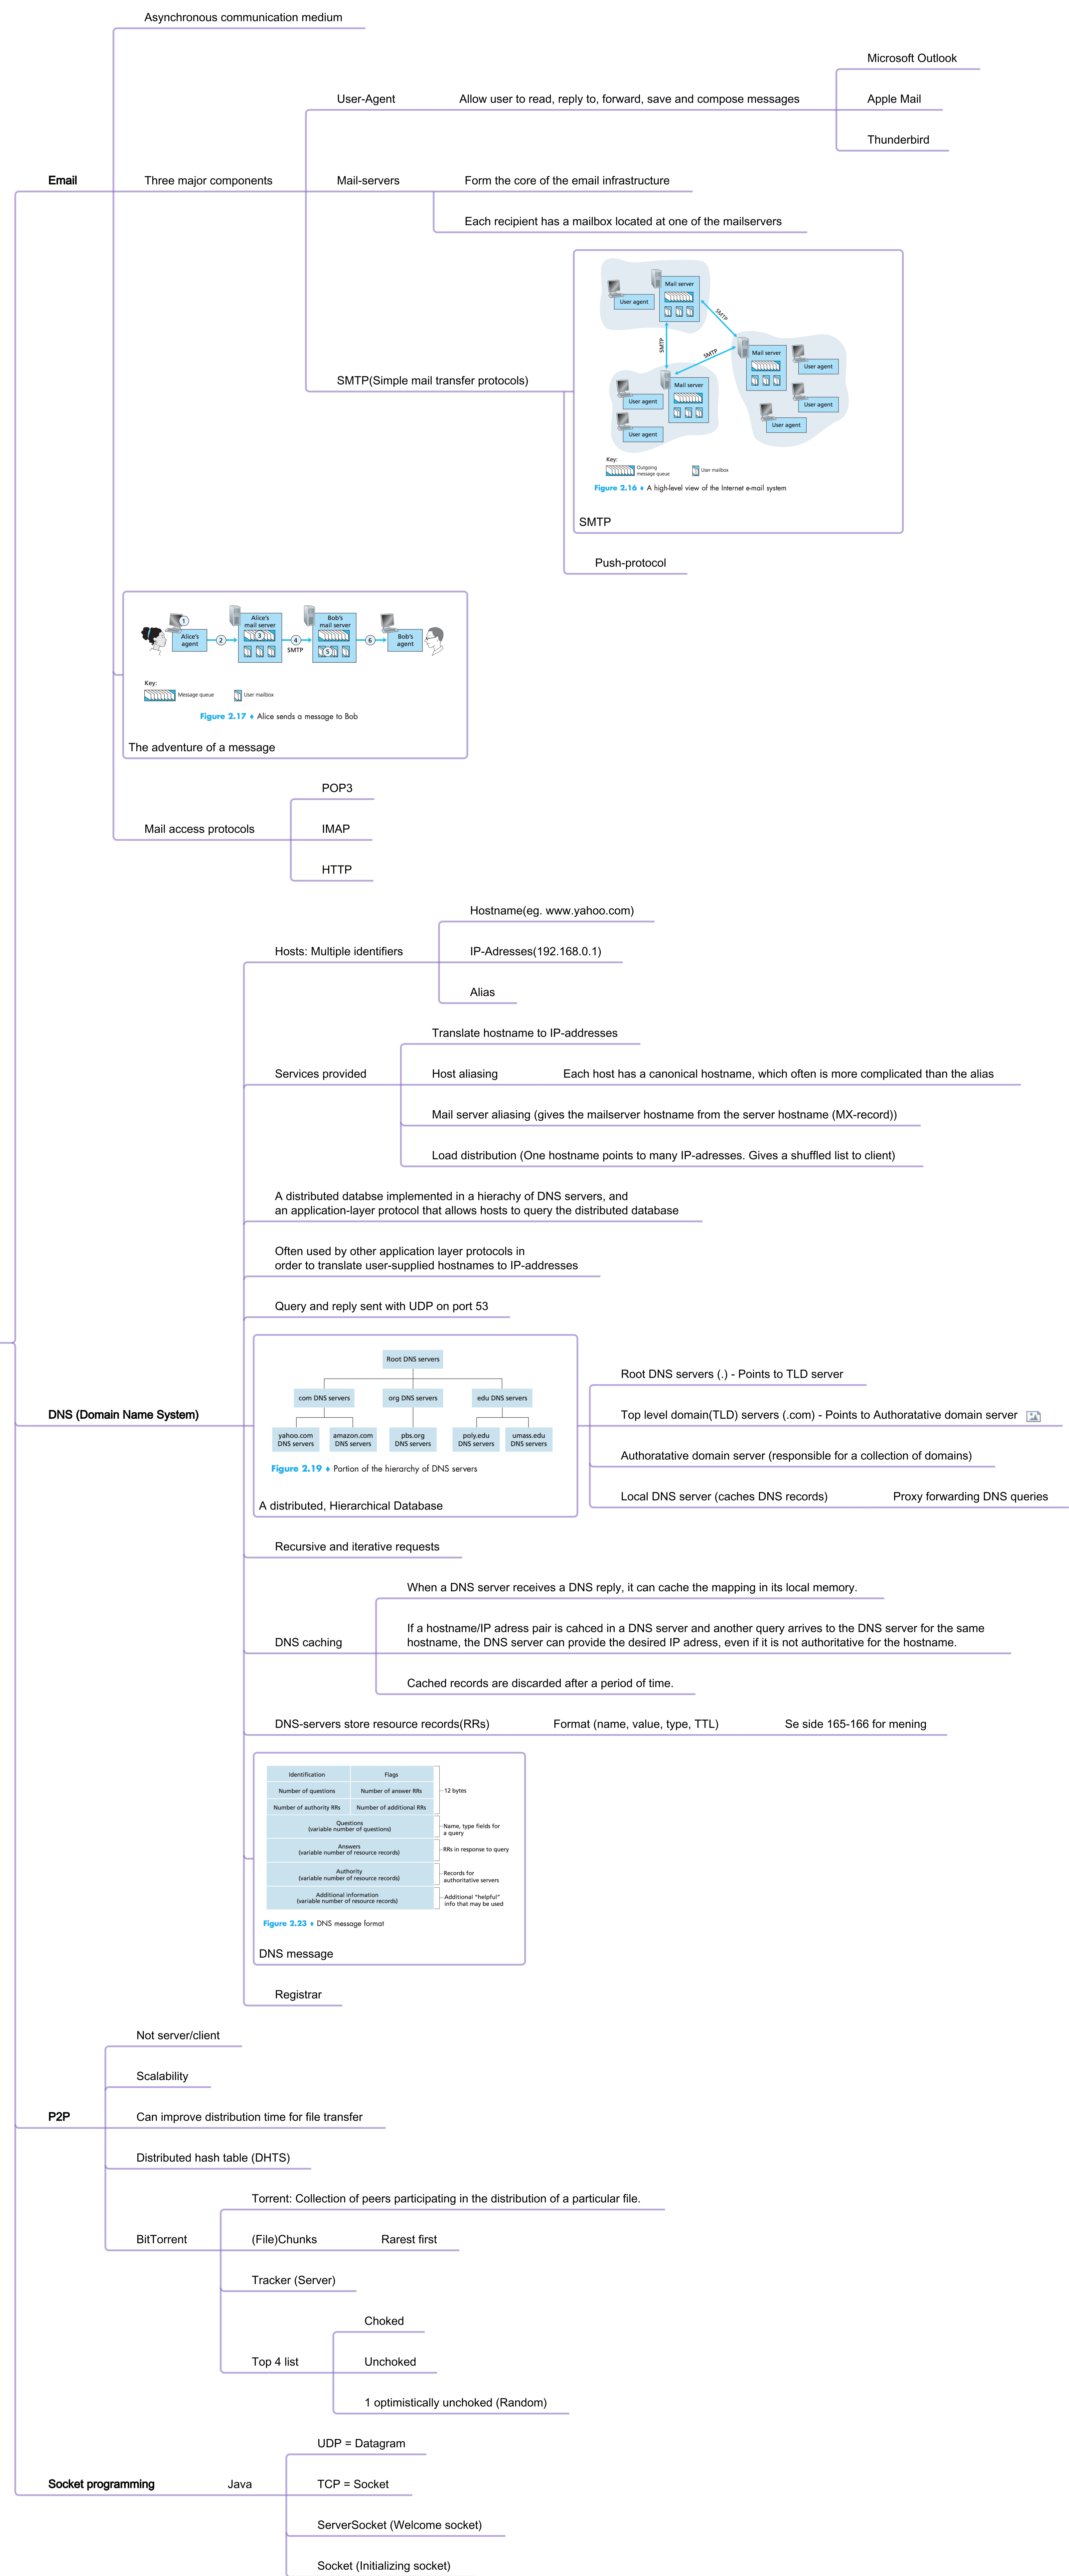 Asynchronous communication medium
Microsoft Outlook
User-Agent
Allow user to read, reply to, forward, save and compose messages
Apple Mail
Thunderbird
Email
Three major components
Mail-servers
Form the core of the email infrastructure
Each recipient has a mailbox located at one of the mailservers
Mail server
User agent
SMTP
SMTP
SMTP
Mail server
User agent
User agent
User agent
Mail server
User agent
User agent
Key:
Outgoing
message queue
User mailbox
Figure 2.16 ♦ A high-level view of the Internet e-mail system
SMTP
SMTP(Simple mail transfer protocols)
Push-protocol
1
Alice's
agent
2
Alice's
mail server
3
4
SMTP
Bob's
mail server
5
6
Bob's
agent
Key:
Message queue
User mailbox
Figure 2.17 ♦ Alice sends a message to Bob
The adventure of a message
POP3
Mail access protocols
IMAP
HTTP
Hostname(eg. www.yahoo.com)
Hosts: Multiple identifiers
IP-Adresses(192.168.0.1)
Alias
Translate hostname to IP-addresses
Services provided
Host aliasing
Each host has a canonical hostname, which often is more complicated than the alias
Mail server aliasing (gives the mailserver hostname from the server hostname (MX-record))
Load distribution (One hostname points to many IP-adresses. Gives a shuffled list to client)
A distributed databse implemented in a hierachy of DNS servers, and
an application-layer protocol that allows hosts to query the distributed database
Often used by other application layer protocols in
order to translate user-supplied hostnames to IP-addresses
Query and reply sent with UDP on port 53
DNS (Domain Name System)
Root DNS servers
com DNS servers
org DNS servers
edu DNS servers
yahoo.com
DNS servers
amazon.com
DNS servers
pbs.org
DNS servers
poly.edu
DNS servers
umass.edu
DNS servers
Figure 2.19 ♦ Portion of the hierarchy of DNS servers
A distributed, Hierarchical Database
Root DNS servers (.) - Points to TLD server
Top level domain(TLD) servers (.com) - Points to Authoratative domain server
Authoratative domain server (responsible for a collection of domains)
Local DNS server (caches DNS records)
Proxy forwarding DNS queries
Recursive and iterative requests
When a DNS server receives a DNS reply, it can cache the mapping in its local memory.
DNS caching
If a hostname/IP adress pair is cahced in a DNS server and another query arrives to the DNS server for the same
hostname, the DNS server can provide the desired IP adress, even if it is not authoritative for the hostname.
Cached records are discarded after a period of time.
DNS-servers store resource records(RRs)
Format (name, value, type, TTL)
Se side 165-166 for mening
Identification
Flags
Number of questions
Number of answer RRs
12 bytes
Number of authority RRs
Number of additional RRs
Questions
(variable number of questions)
Name, type fields for
a query
Answers
(variable number of resource records)
RRs in response to query
Authority
(variable number of resource records)
Records for
authoritative servers
Additional information
(variable number of resource records)
Additional "helpful"
info that may be used
Figure 2.23 ♦ DNS message format
DNS message
Registrar
Not server/client
Scalability
P2P
Can improve distribution time for file transfer
Distributed hash table (DHTS)
Torrent: Collection of peers participating in the distribution of a particular file.
BitTorrent
(File)Chunks
Rarest first
Tracker (Server)
Choked
Top 4 list
Unchoked
1 optimistically unchoked (Random)
UDP = Datagram
Socket programming
Java
TCP = Socket
ServerSocket (Welcome socket)
Socket (Initializing socket)